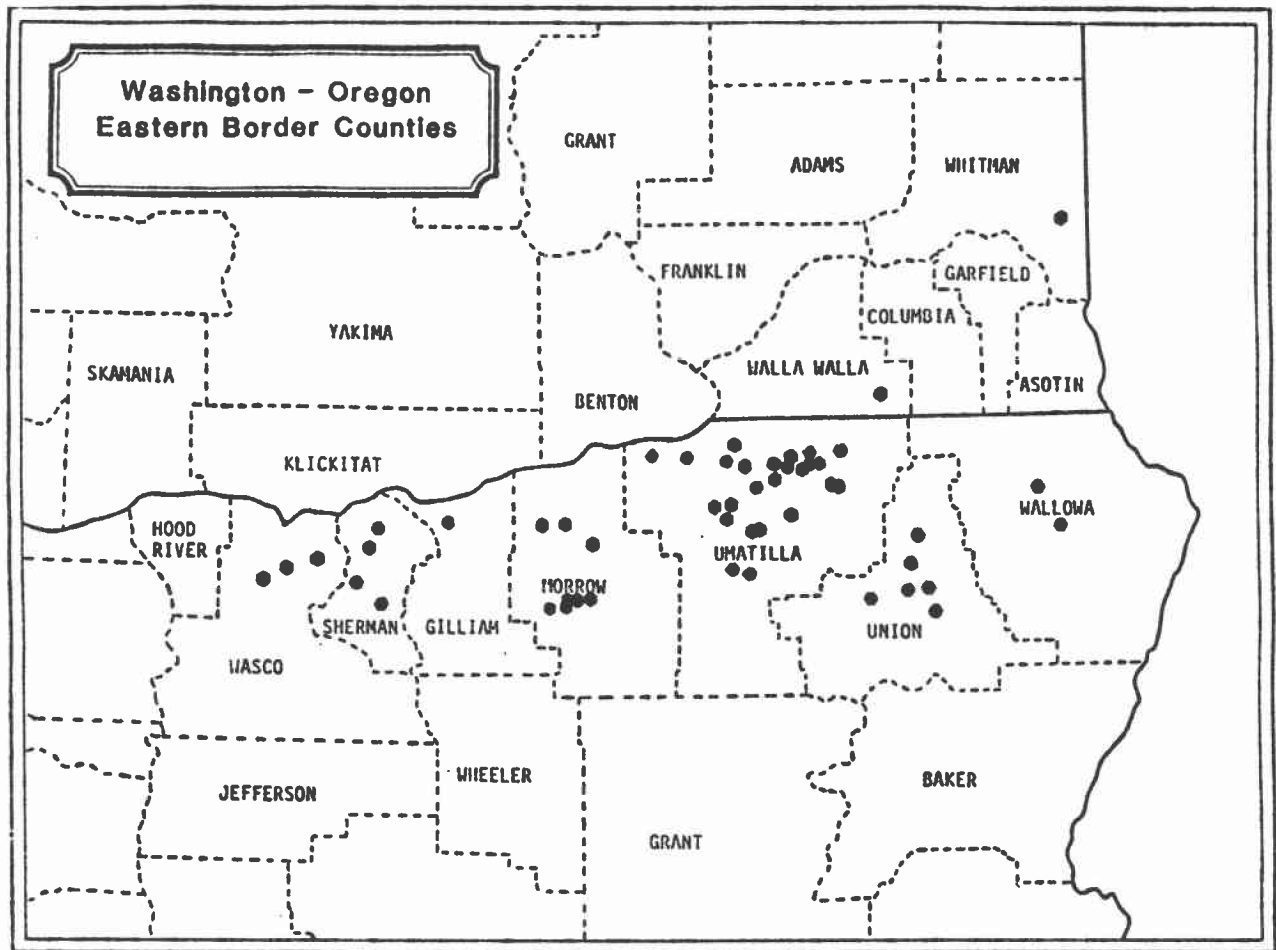 Washington - Oregon
Eastern Border Counties
GRANT
ADAMS
WHITMAN
FRANKLIN
GARFIELD
COLUMBIA
YAKIMA
SKAMANIA
WALLA WALLA
ASOTIN
BENTON
KLICKITAT
WALLOWA
HOOD
RIVER
UMATILLA
MORROW
SHERMAN
GILLIAM
UNION
WASCO
WHEELER
BAKER
JEFFERSON
GRANT